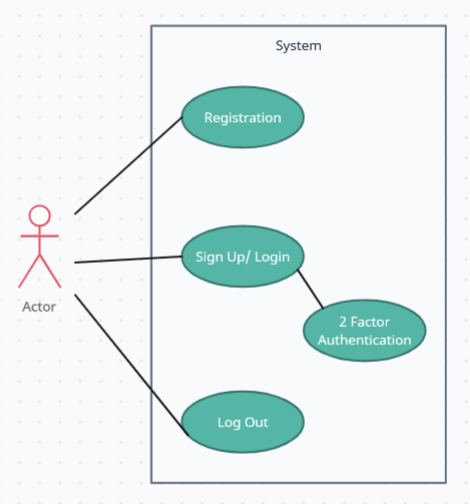 System
Registration
Sign Up/ Login
Actor
2 Factor
Authentication
Log Out